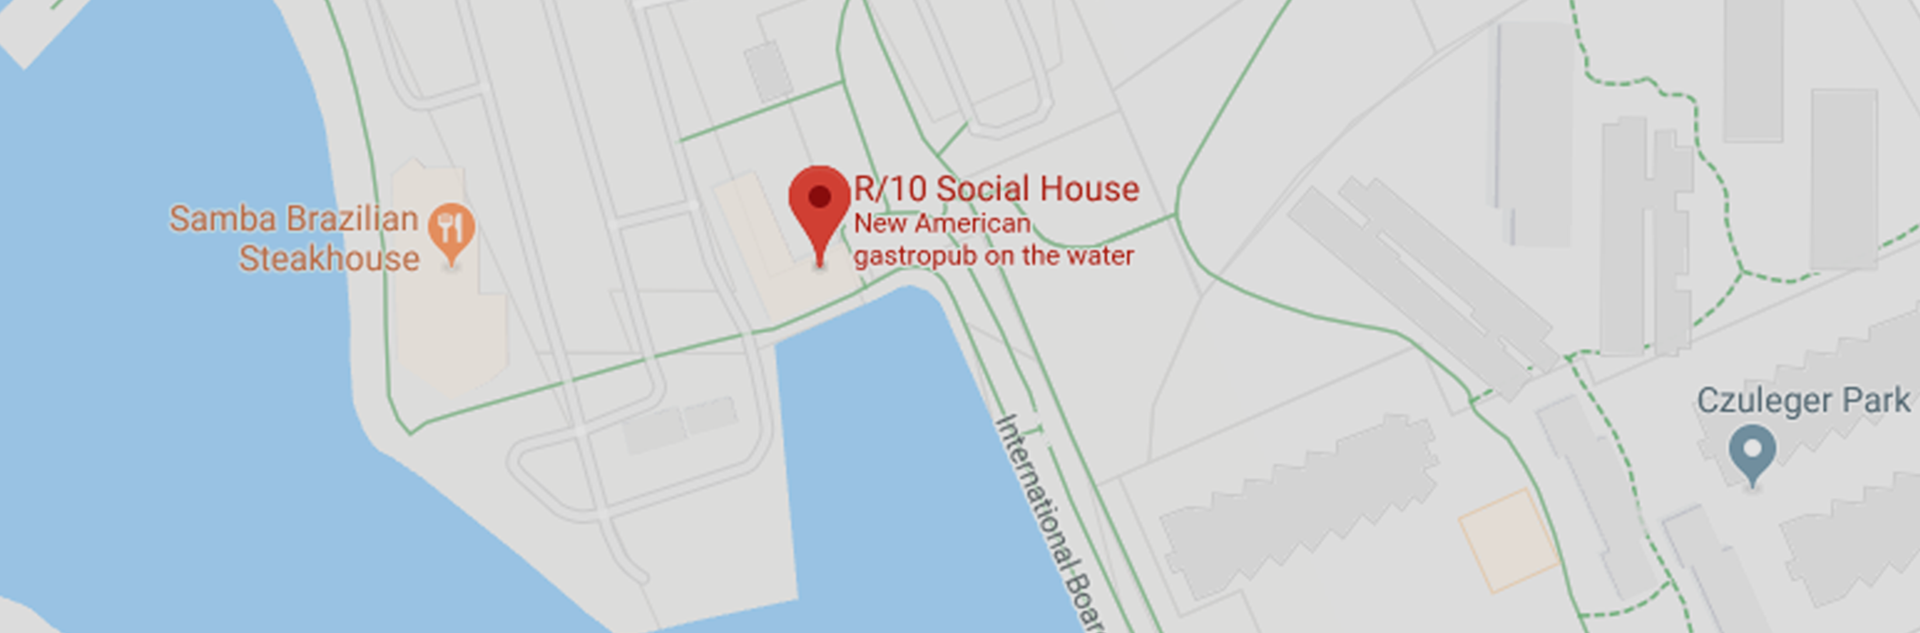 R/10 Social House
New American
gastropub on the water
Samba Brazilian
Steakhouse
Czuleger Park
International Boar